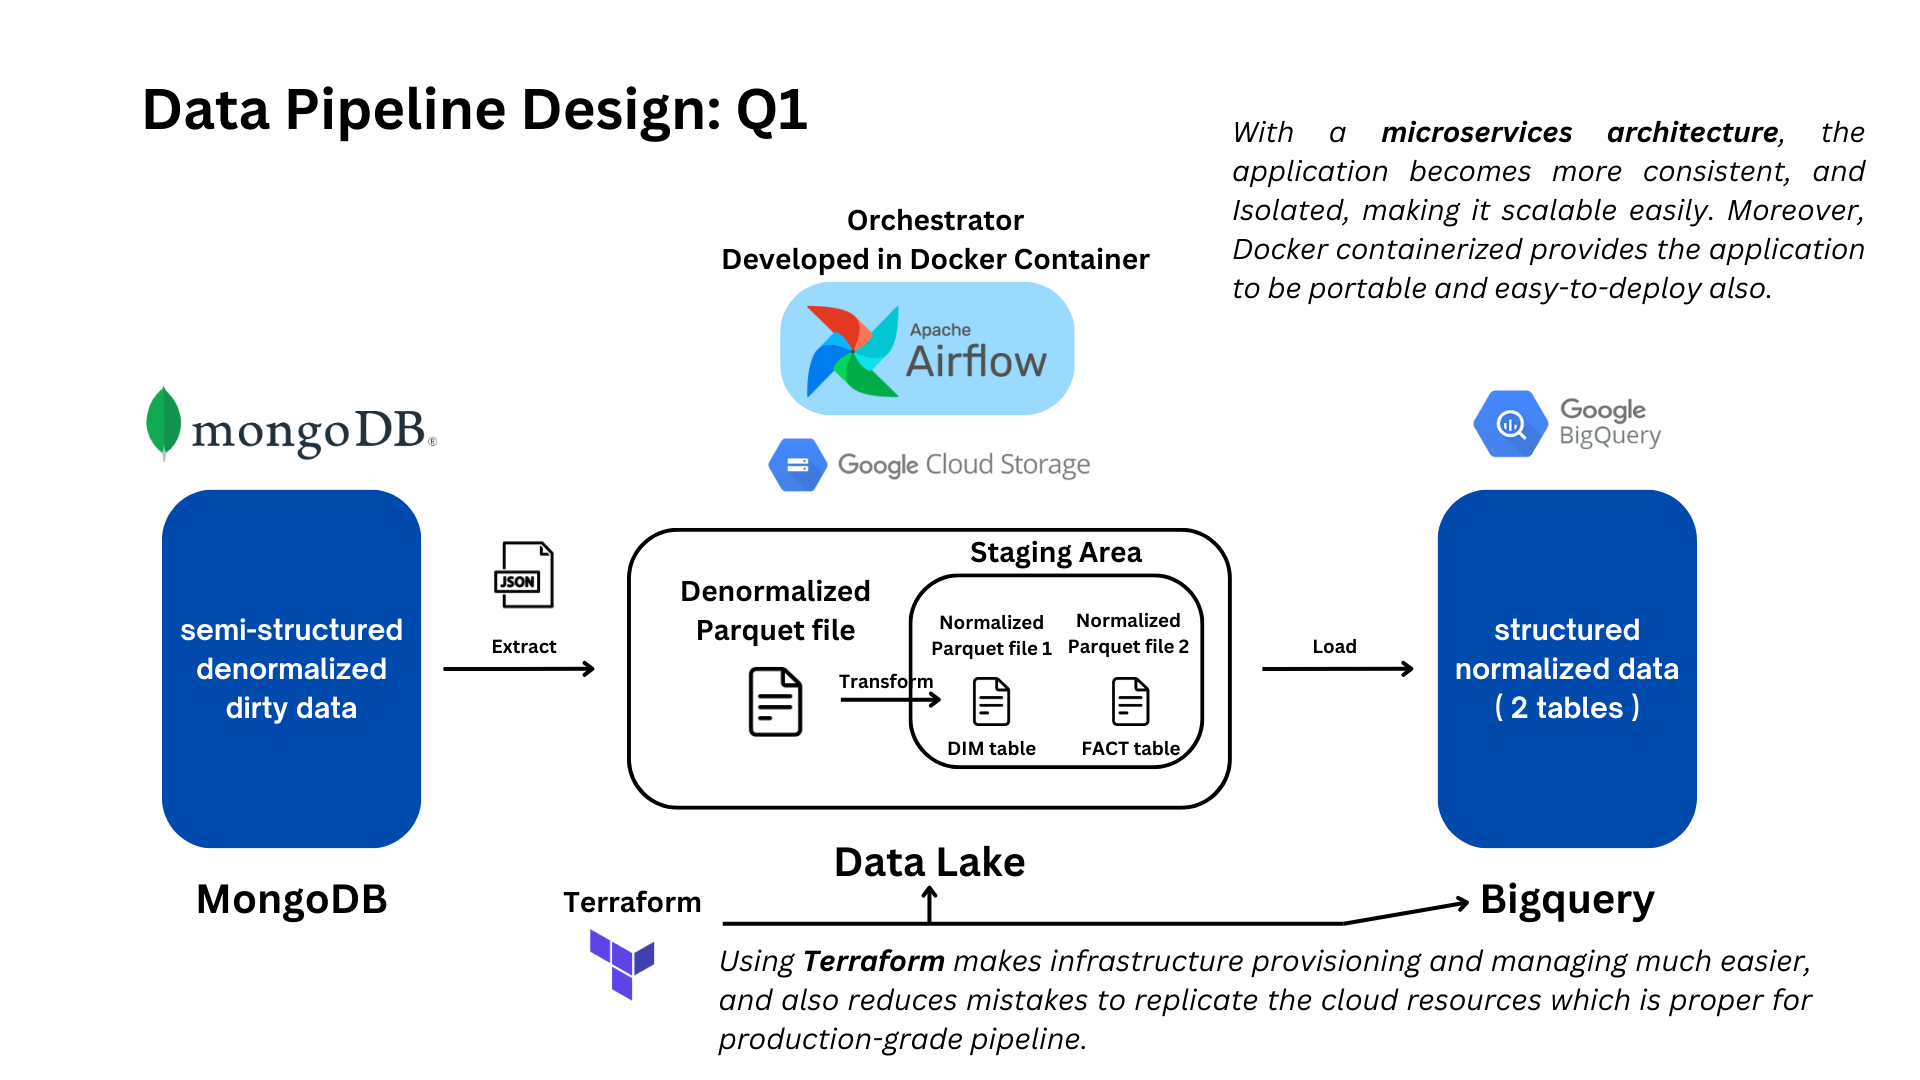 Data Pipeline Design: Q1
With a microservices architecture, the
application becomes more consistent, and
Isolated, making it scalable easily. Moreover,
Docker containerized provides the application
to be portable and easy-to-deploy also.
Orchestrator
Developed in Docker Container
Apache
Airflow
mongoDB®
Google Cloud Storage
Google
BigQuery
semi-structured
denormalized
dirty data
JSON
Extract
Denormalized
Parquet file
Transform
Staging Area
Normalized
Parquet file 1
DIM table
Normalized
Parquet file 2
FACT table
Load
structured
normalized data
( 2 tables )
MongoDB
Data Lake
Bigquery
Terraform
Using Terraform makes infrastructure provisioning and managing much easier,
and also reduces mistakes to replicate the cloud resources which is proper for
production-grade pipeline.